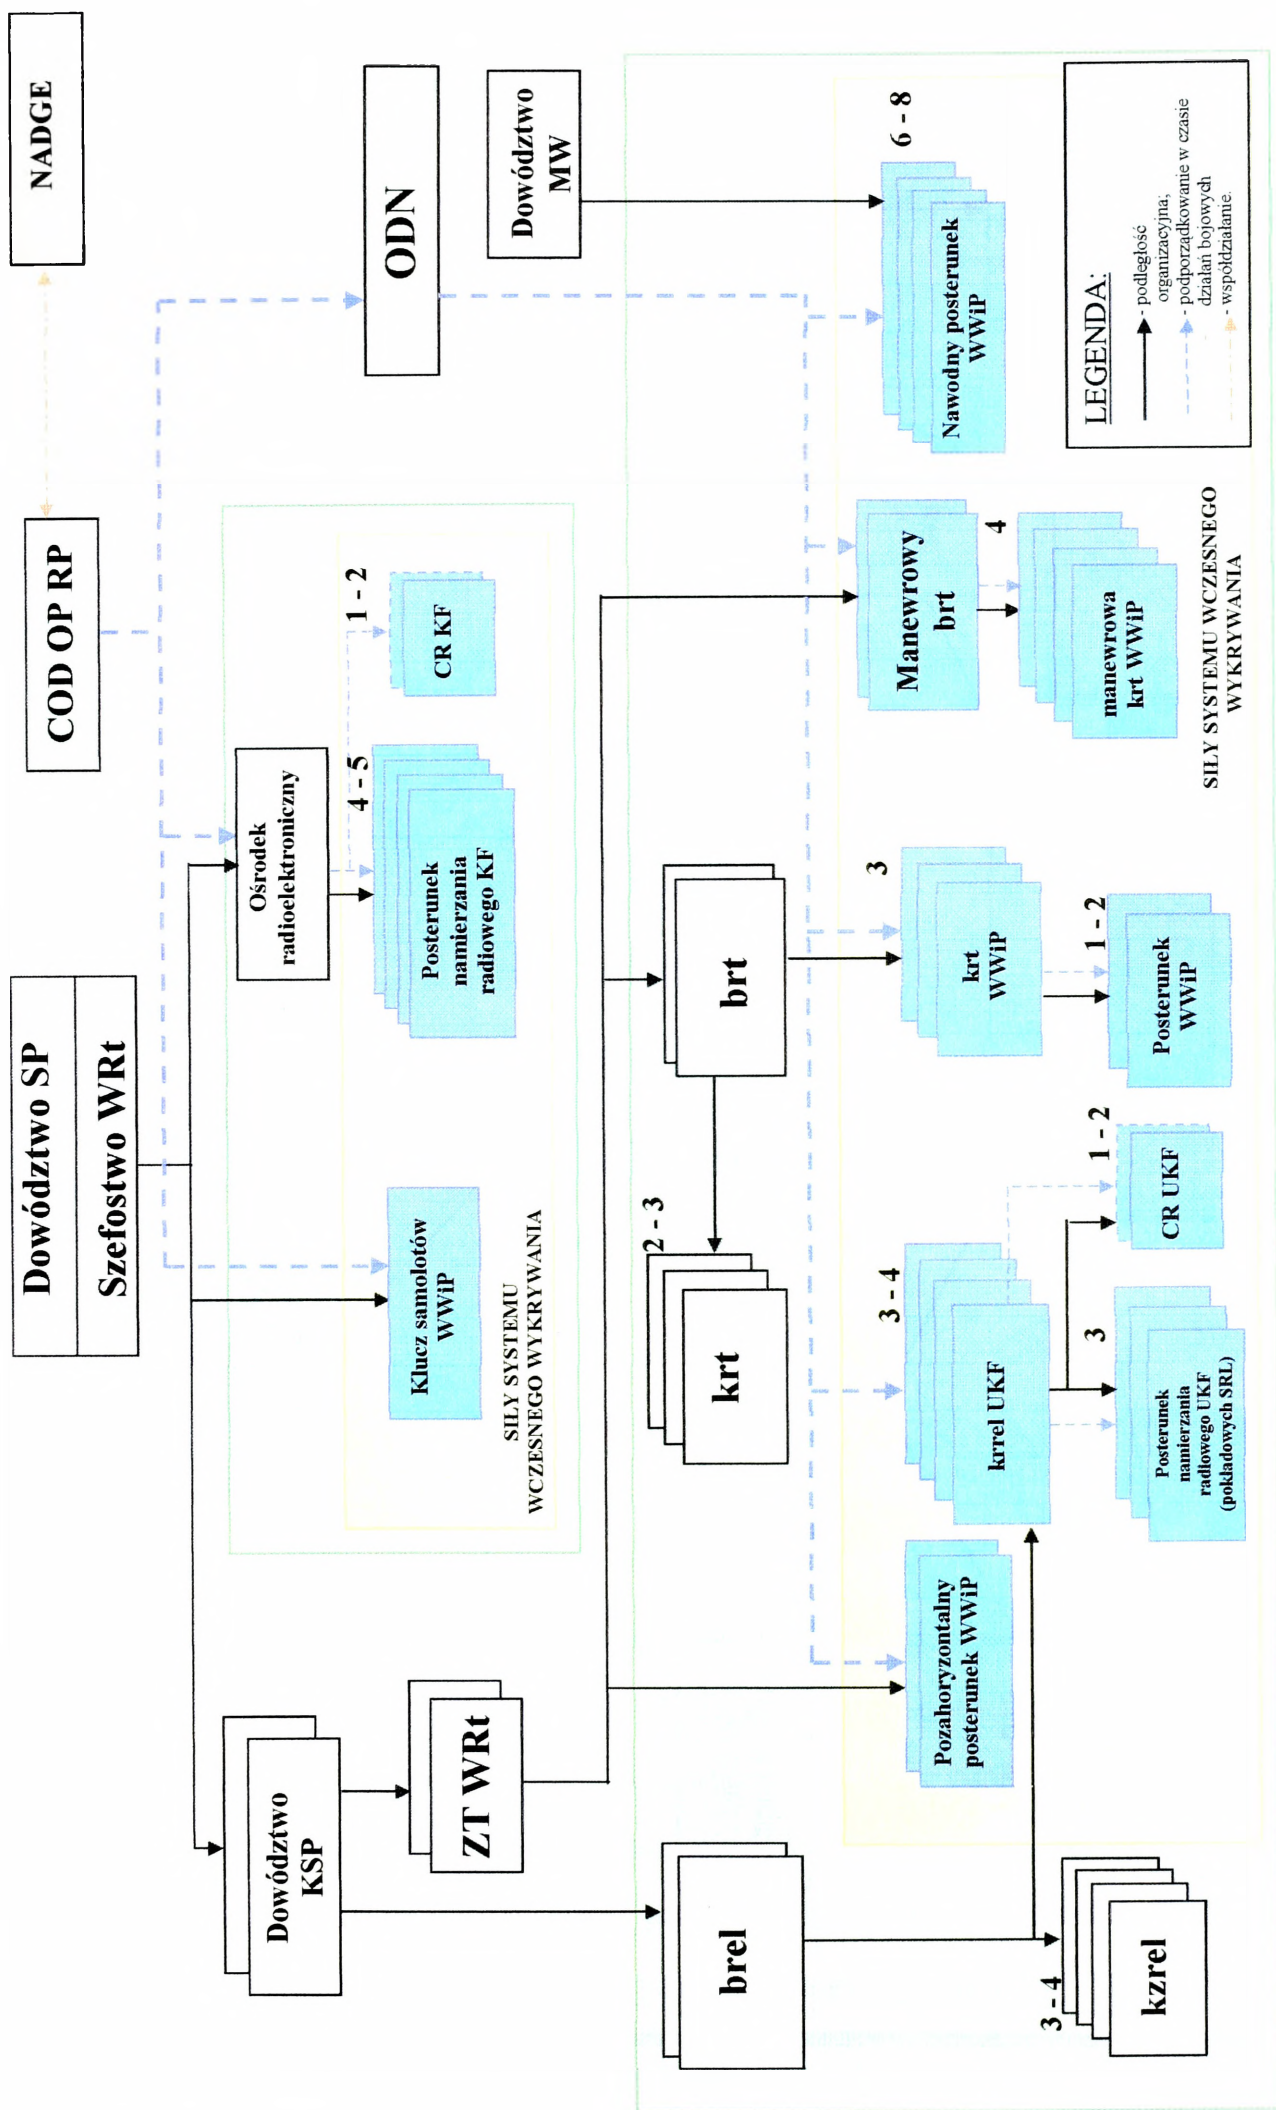 Dowództwo SP
Szefostwo WRt
COD OP RP
NADGE
Dowództwo
KSP
ZT WRt
Klucz samolotów
WWiP
SIŁY SYSTEMU
WCZESNEGO WYKRYWANIA
Ośrodek
radioelektroniczny
4 - 5
Posterunek
namierzania
radiowego KF
1 - 2
CR KF
ODN
Dowództwo
MW
brel
2 - 3
krt
brt
3 - 4
kzrel
Pozahoryzontalny
posterunek WWiP
3 - 4
krrel UKF
3
Posterunek
namierzania
radiowego UKF
(pokładowych SRL)
1 - 2
CR UKF
3
krt
WWiP
1 - 2
Posterunek
WWiP
Manewrowy
brt
4
manewrowa
krt WWiP
6 - 8
Nawodny posterunek
WWiP
SIŁY SYSTEMU WCZESNEGO
WYKRYWANIA
LEGENDA:
- podległość
organizacyjna;
- podporządkowanie w czasie
działań bojowych
- współdziałanie.